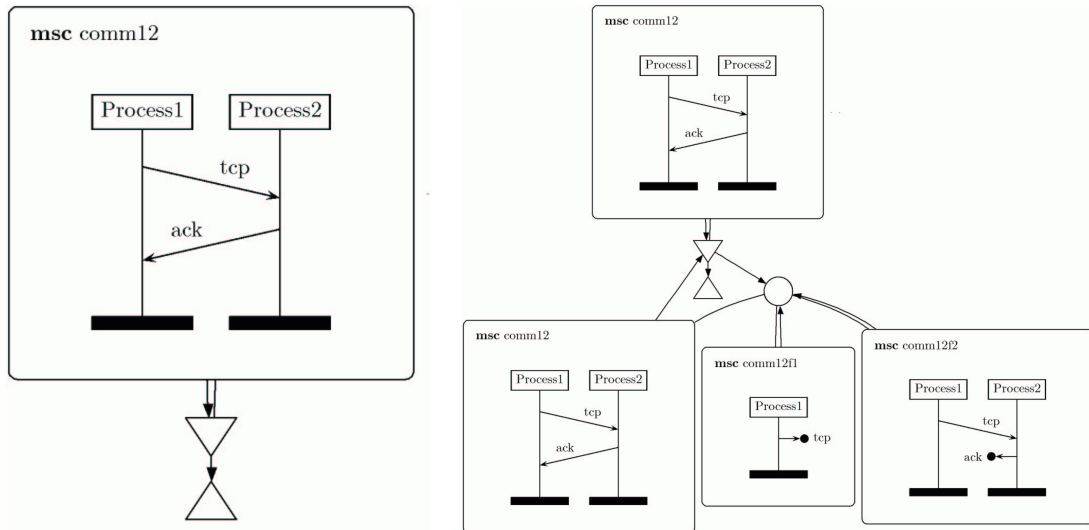 msc comm12
Process1 Process2
tcp
ack
msc comm12
Process1 Process2
tcp
ack
msc comm12
Process1 Process2
tcp
ack
msc comm12f1
Process1
tcp
msc comm12f2
Process1 Process2
tcp
ack